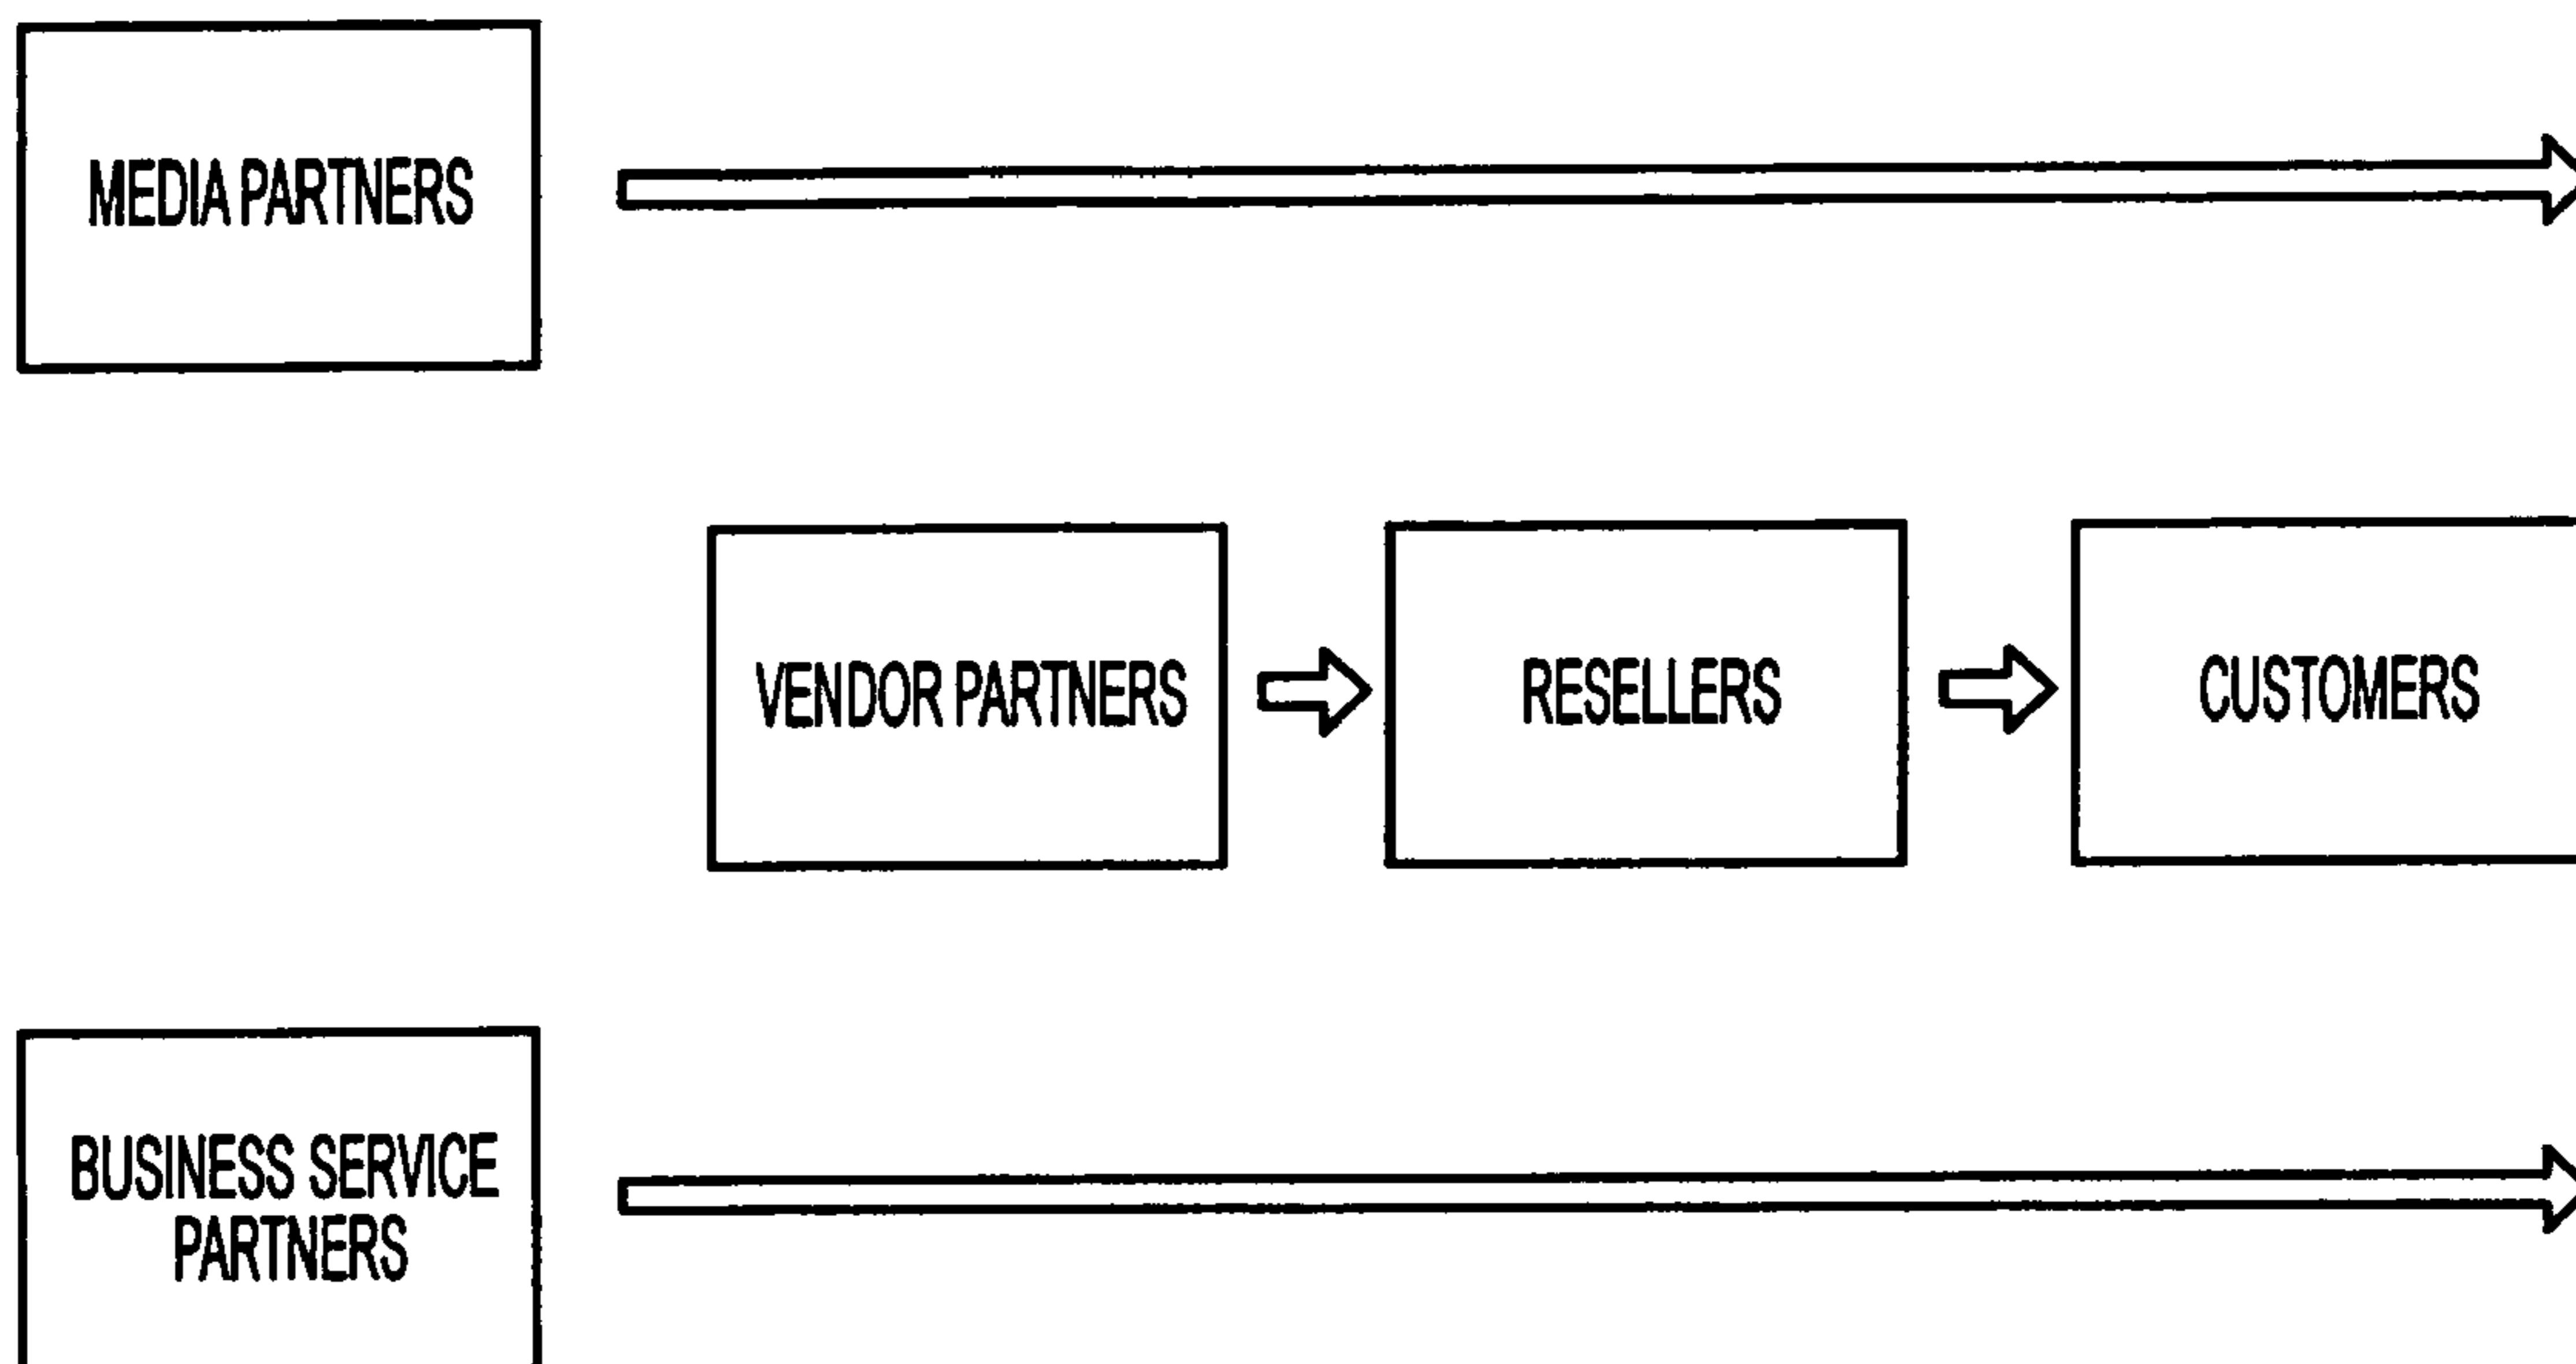 MEDIA PARTNERS
VENDOR PARTNERS
RESELLERS
CUSTOMERS
BUSINESS SERVICE
PARTNERS